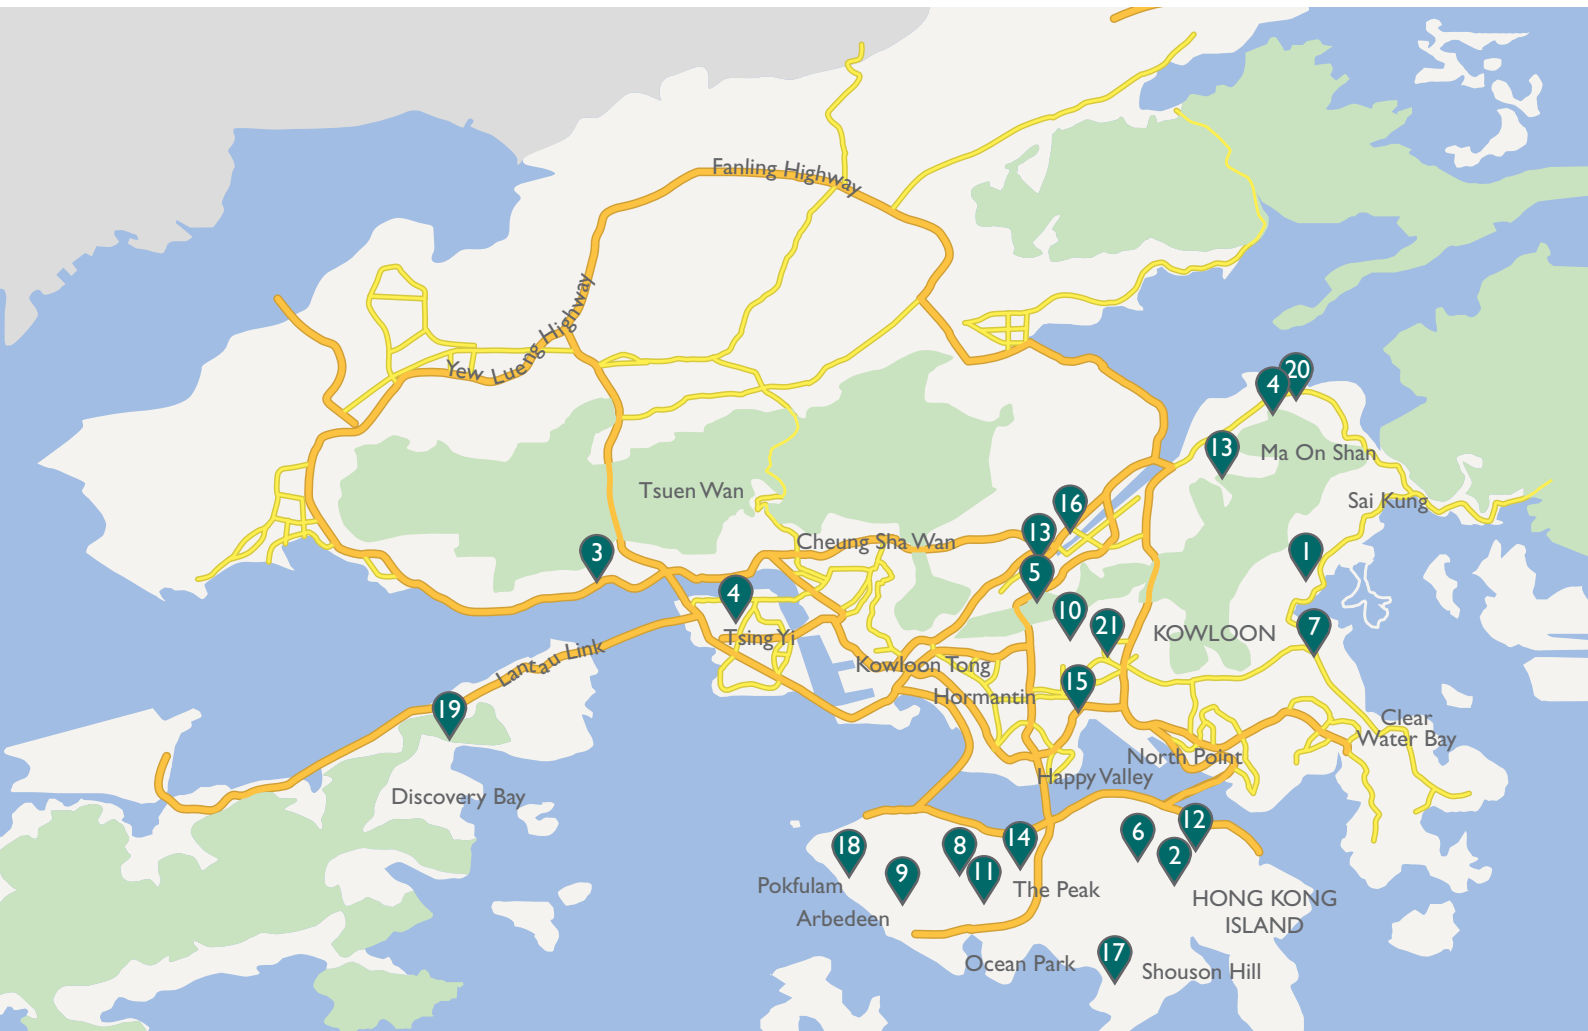 Fanling Highway
Yew Lueng Highway
20
4
13
Ma On Shan
Tsuen Wan
Sai Kung
16
13
Cheung Sha Wan
3
1
5
4
10
21
7
KOWLOON
Tsing Yi
Lantau Link
Kowloon Tong
15
Hormantin
19
Clear
Water Bay
North Point
Happy Valley
Discovery Bay
12
6
14
18
8
2
11
9
Pokfulam
The Peak
HONG KONG
ISLAND
Arbedeen
17
Ocean Park
Shouson Hill